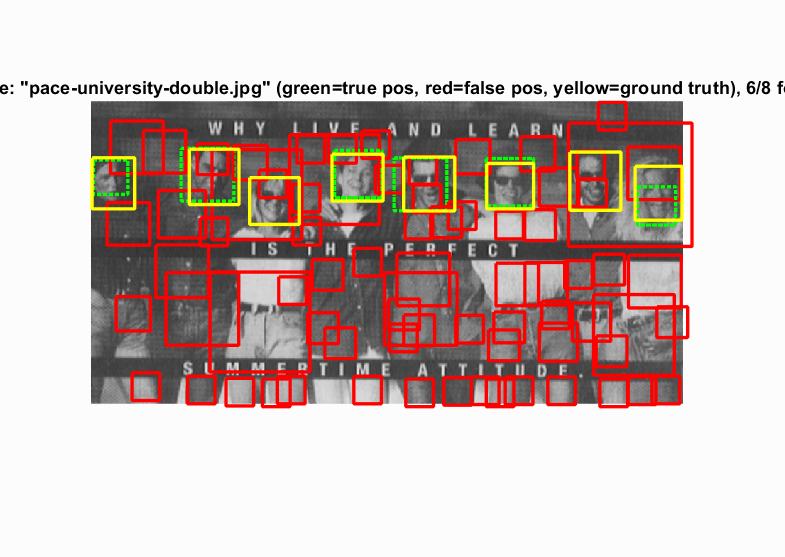 e: "pace-university-double.jpg" (green=true pos, red=false pos, yellow=ground truth), 6/8 f
WHY LIVE AND LEARN
IS THE PERFECT
SUMMERTIME ATTITUDE.